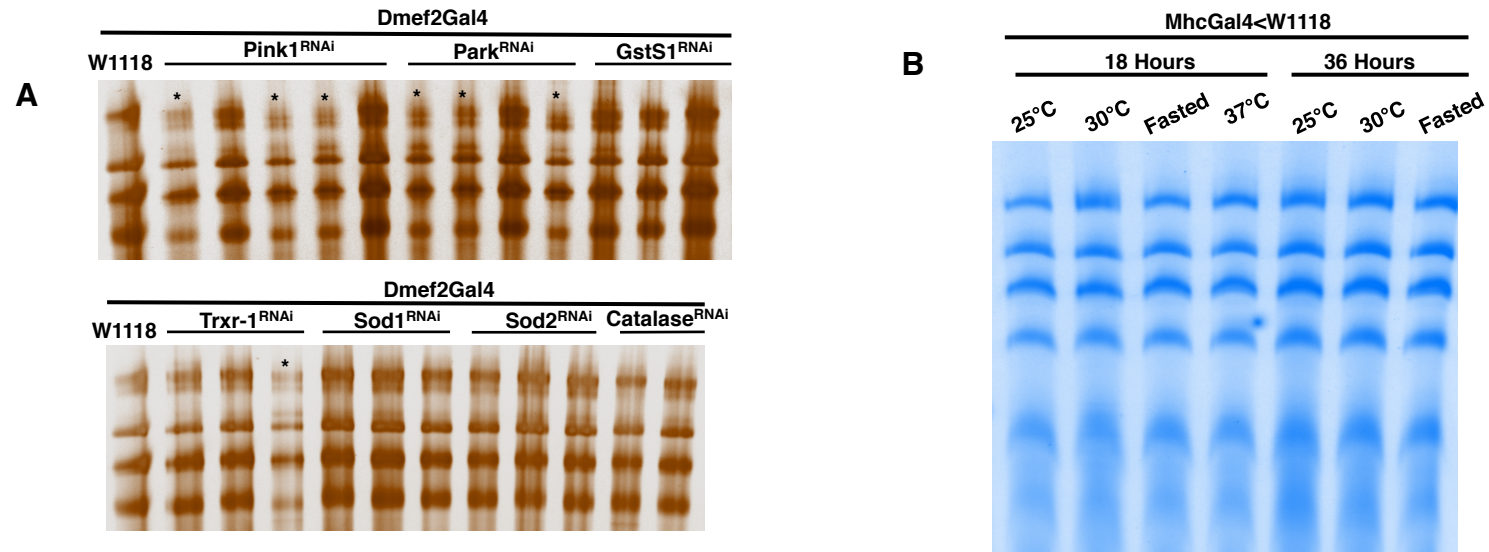 A
Dmef2Gal4
W1118 Pink1RNAi ParkRNAi GstS1RNAi
* * * * * *
Dmef2Gal4
W1118 Trxr-1RNAi Sod1RNAi Sod2RNAi CatalaseRNAi
*
B
MhcGal4<W1118
18 Hours 36 Hours
25°C 30°C Fasted 37°C 25°C 30°C Fasted